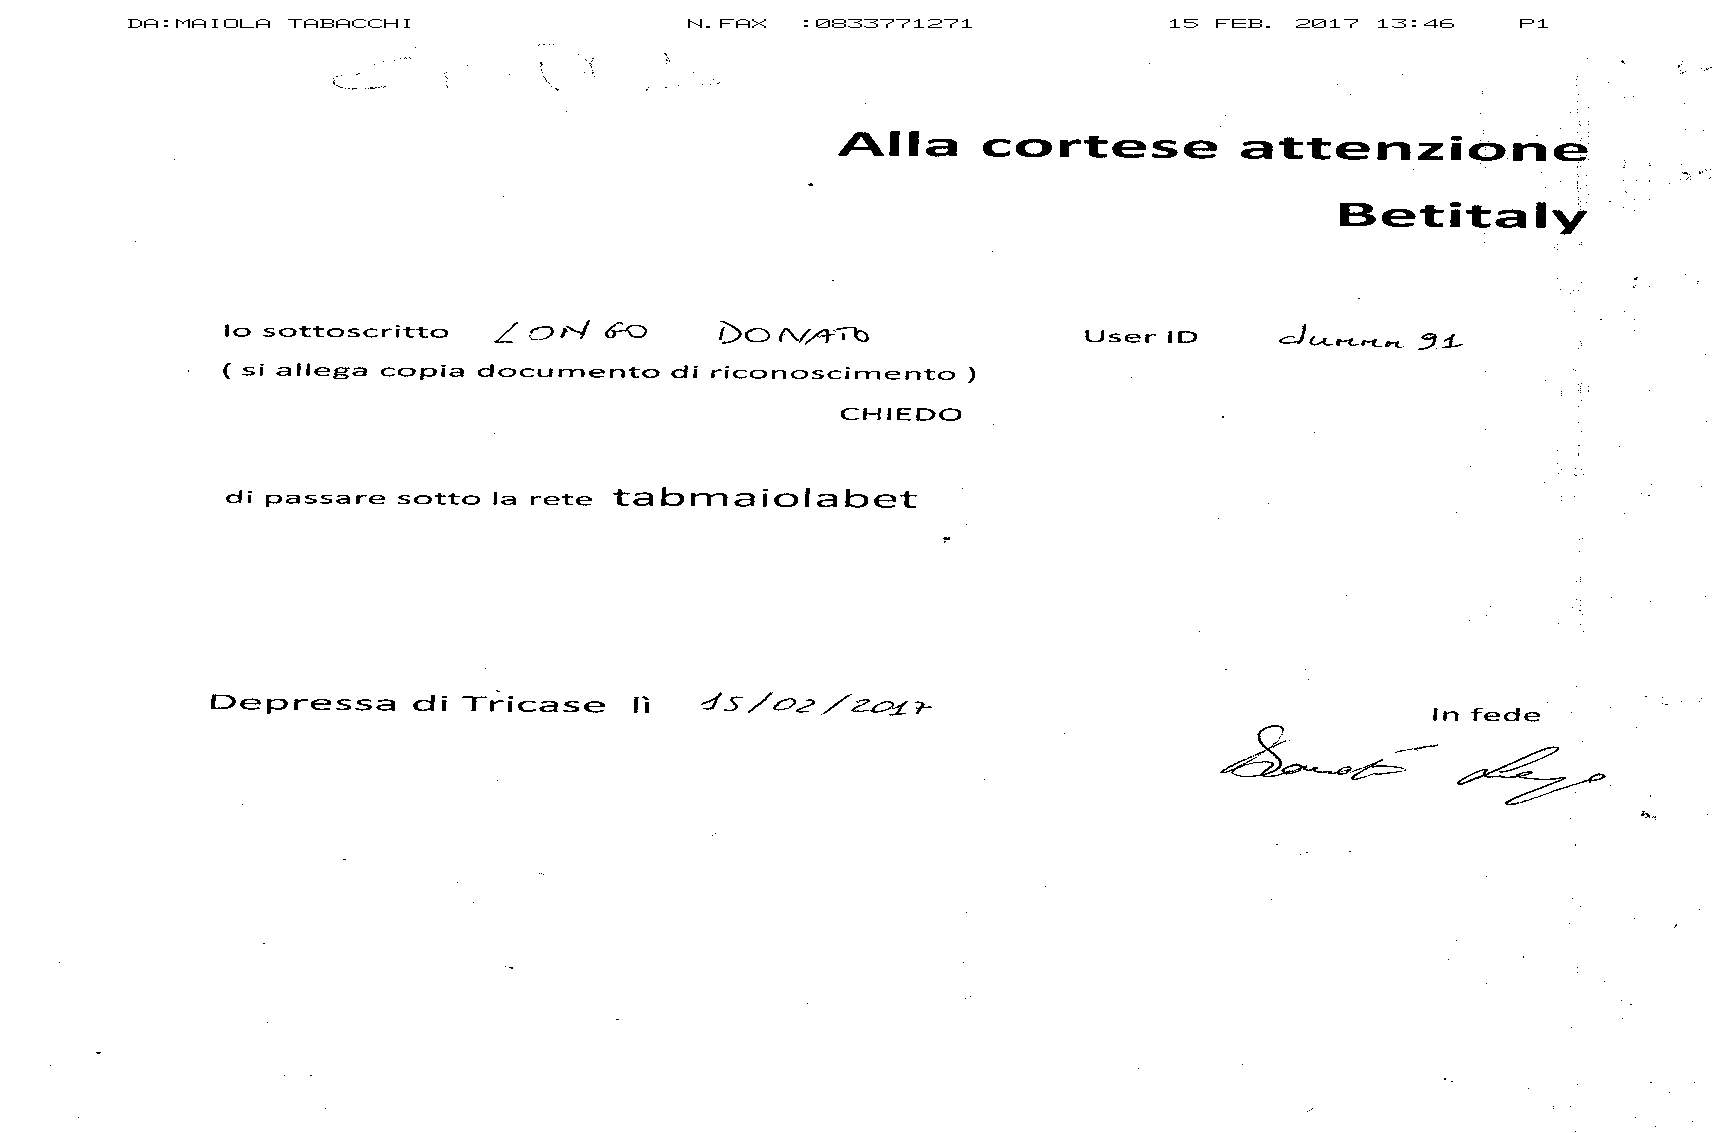 DA:MAIOLA TABACCHI N.FAX :0833771271 15 FEB. 2017 13:46 P1
Alla cortese attenzione
Betitaly
Io sottoscritto LONGO DONATO User ID
( si allega copia documento di riconoscimento )
CHIEDO
di passare sotto la rete tabmaiolabet
Depressa di Tricase lì 15/02/2017
In fede
Donato Longo